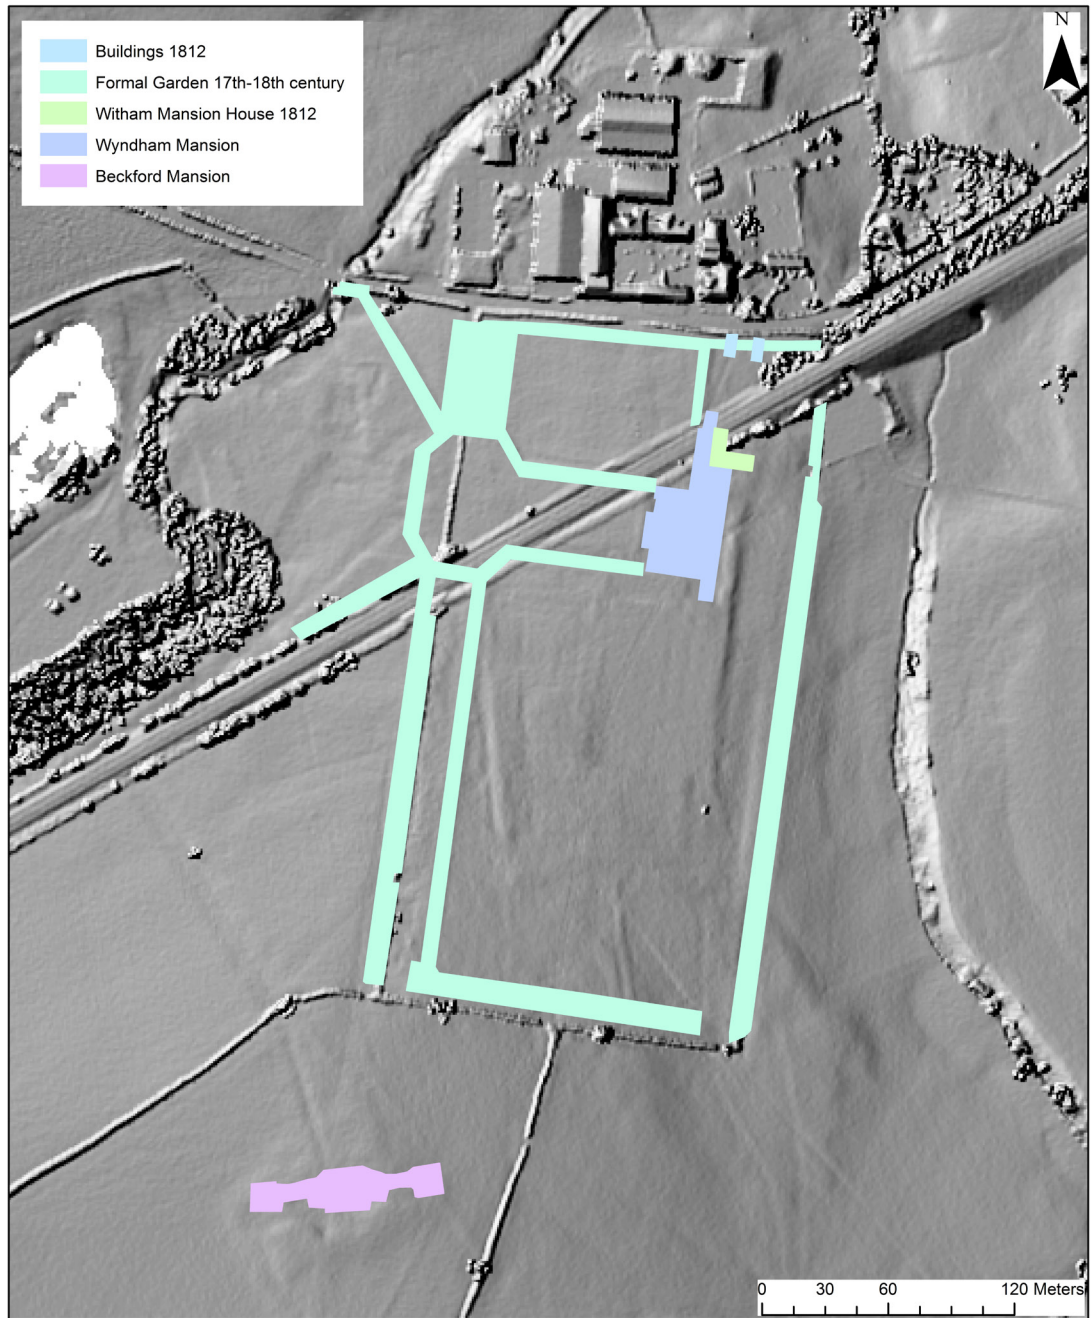 N
Buildings 1812
Formal Garden 17th-18th century
Witham Mansion House 1812
Wyndham Mansion
Beckford Mansion
0 30 60 120 Meters